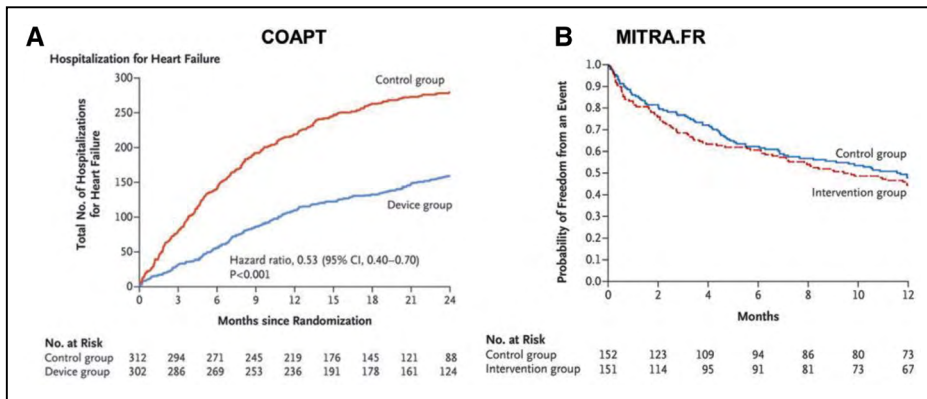 A
COAPT
Hospitalization for Heart Failure
Total No. of Hospitalizations
for Heart Failure
300
250
200
150
100
50
0
Control group
Device group
Hazard ratio, 0.53 (95% CI, 0.40–0.70)
P<0.001
0 3 6 9 12 15 18 21 24
Months since Randomization
No. at Risk
Control group 312 294 271 245 219 176 145 121 88
Device group 302 286 269 253 236 191 178 161 124
B
MITRA.FR
Probability of Freedom from an Event
1.0
0.9
0.8
0.7
0.6
0.5
0.4
0.3
0.2
0.1
0.0
Control group
Intervention group
0 2 4 6 8 10 12
Months
No. at Risk
Control group 152 123 109 94 86 80 73
Intervention group 151 114 95 91 81 73 67